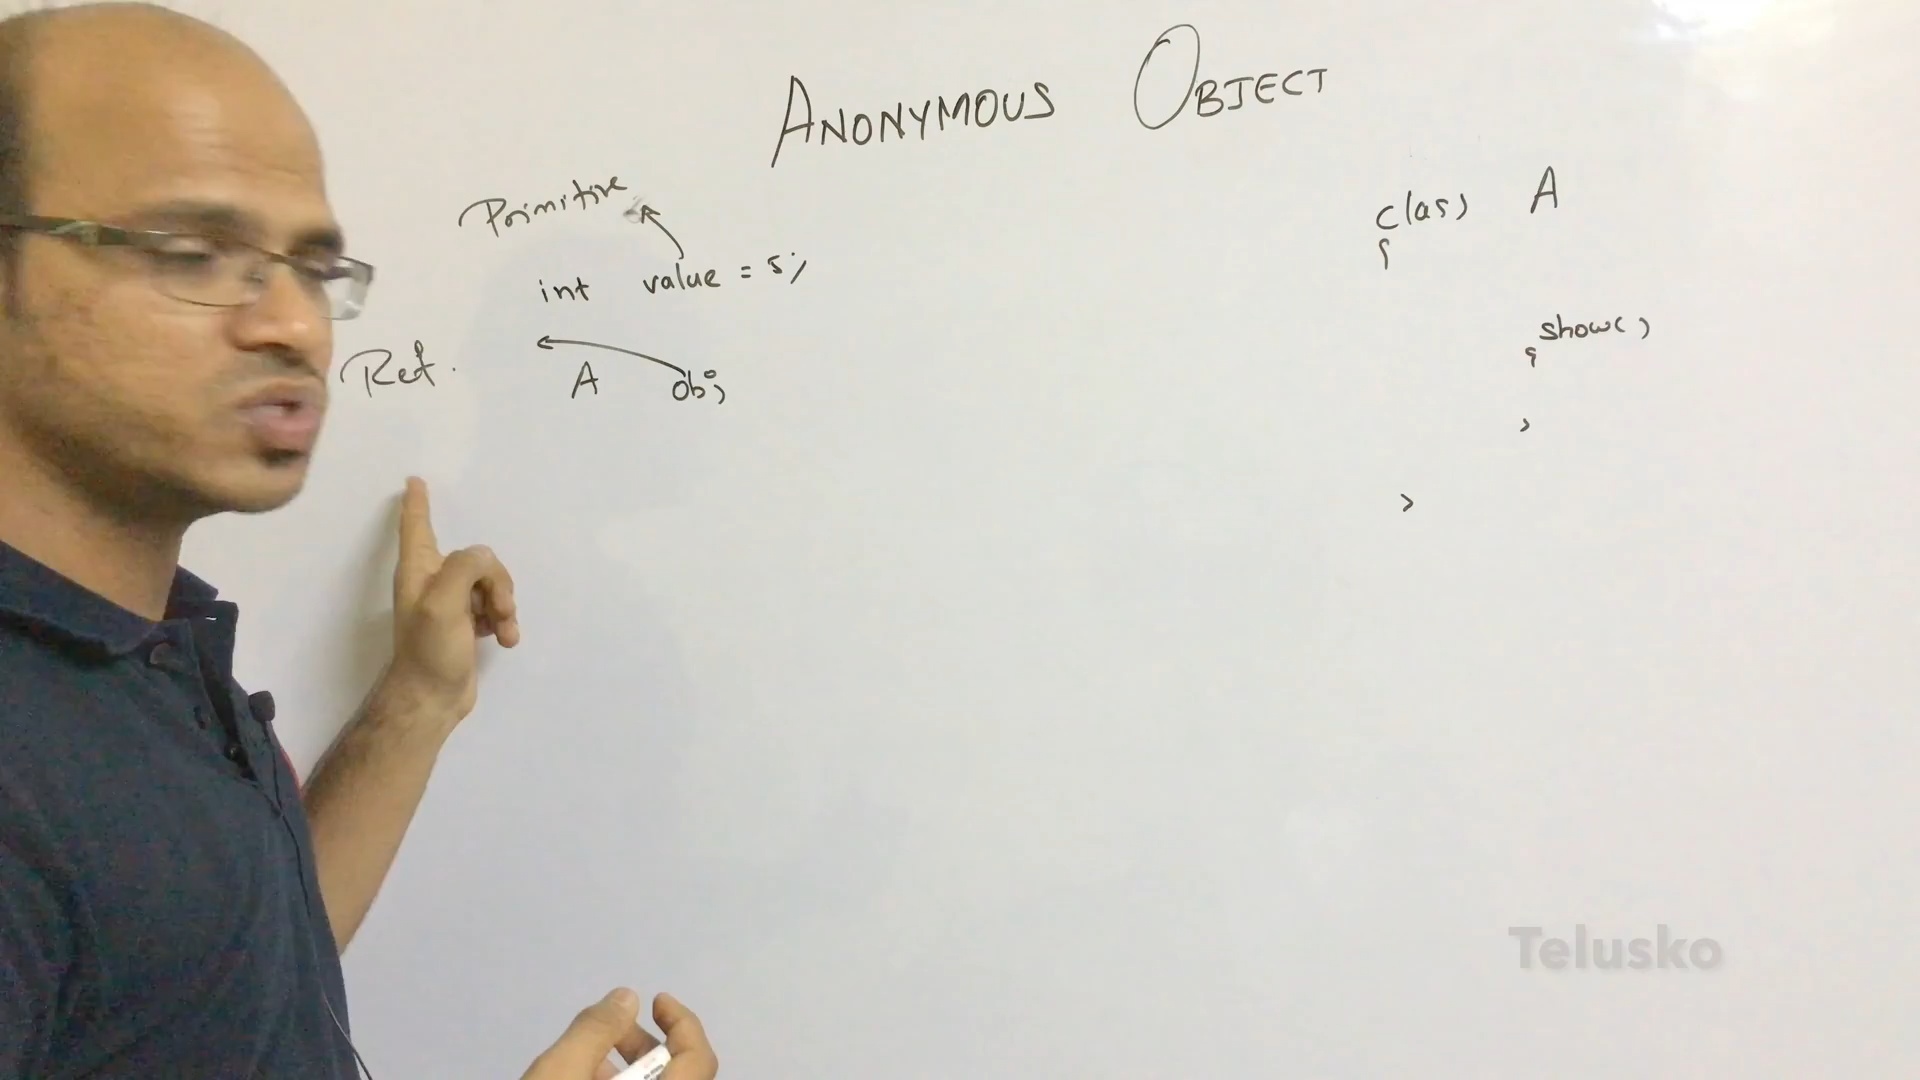 ANONYMOUS OBJECT
Primitive
int value = 5;
Ref.
A obj
class A
{
show()
{
}
}
Telusko